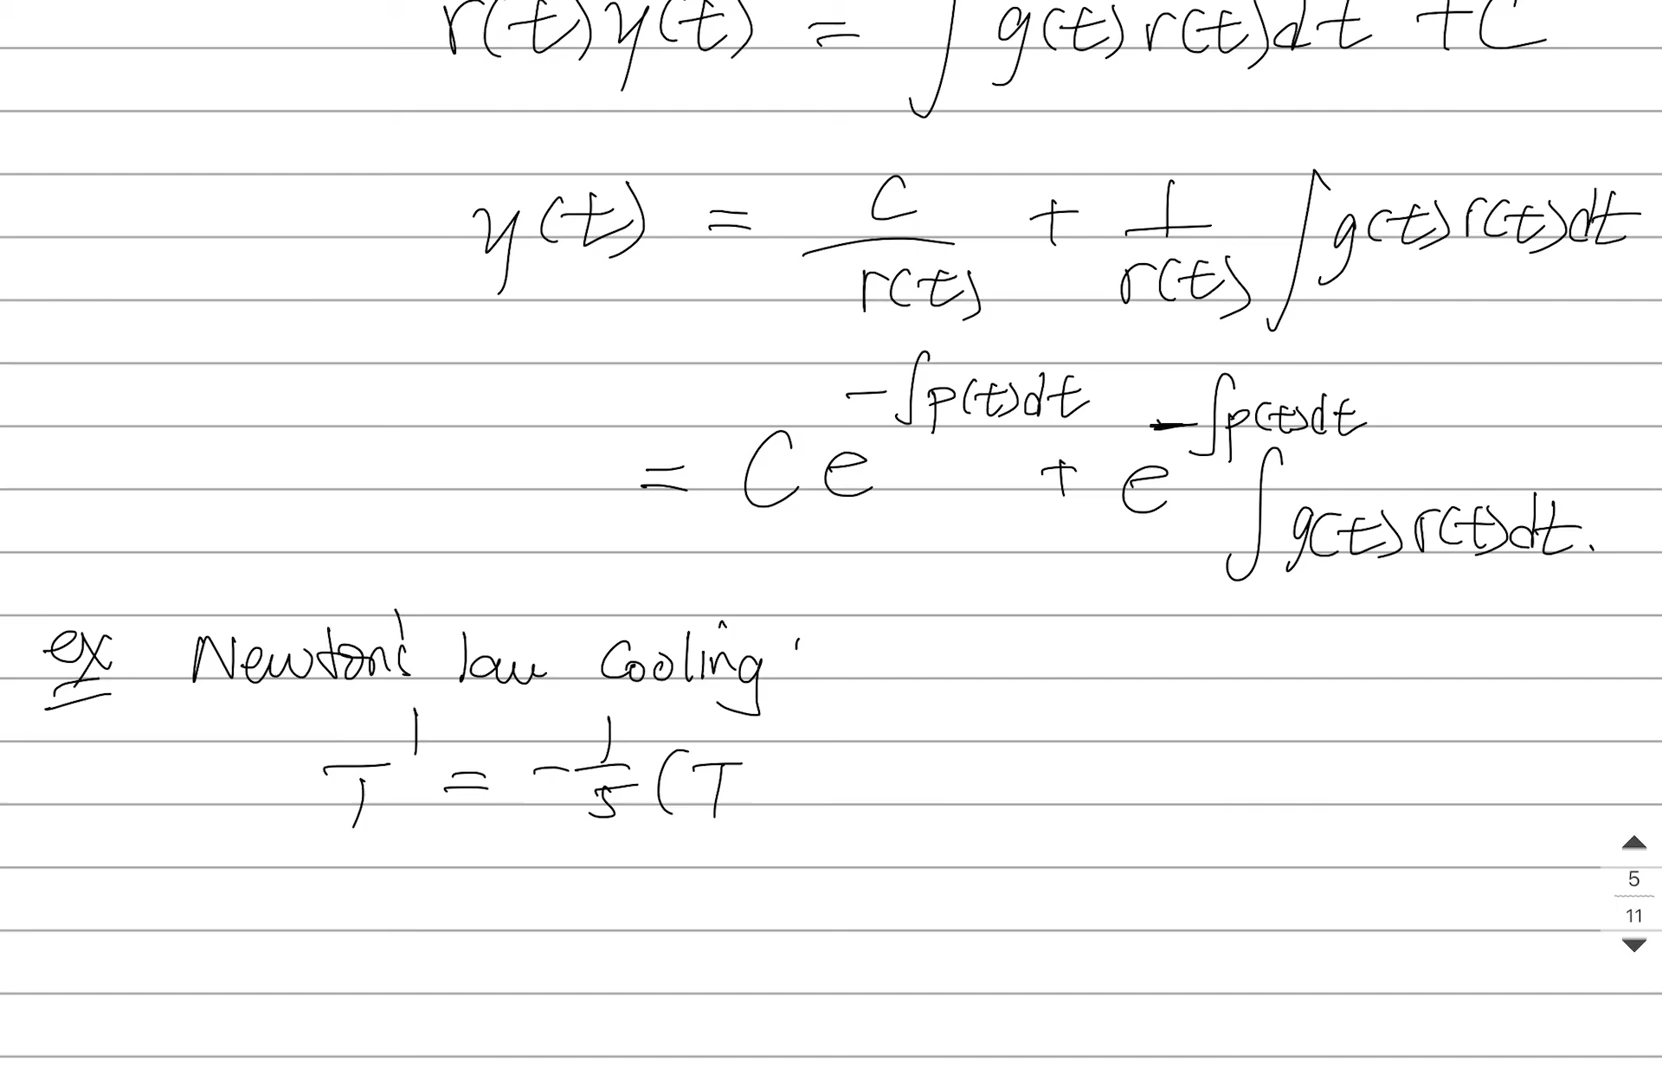 r(t)y(t) = ∫ g(t)r(t)dt + C
y(t) = C/r(t) + 1/r(t) ∫g(t)r(t)dt
= Ce^(-∫p(t)dt) + e^(-∫p(t)dt) ∫g(t)r(t)dt.
ex Newton's law Cooling '
T' = -1/5 (T
5
11